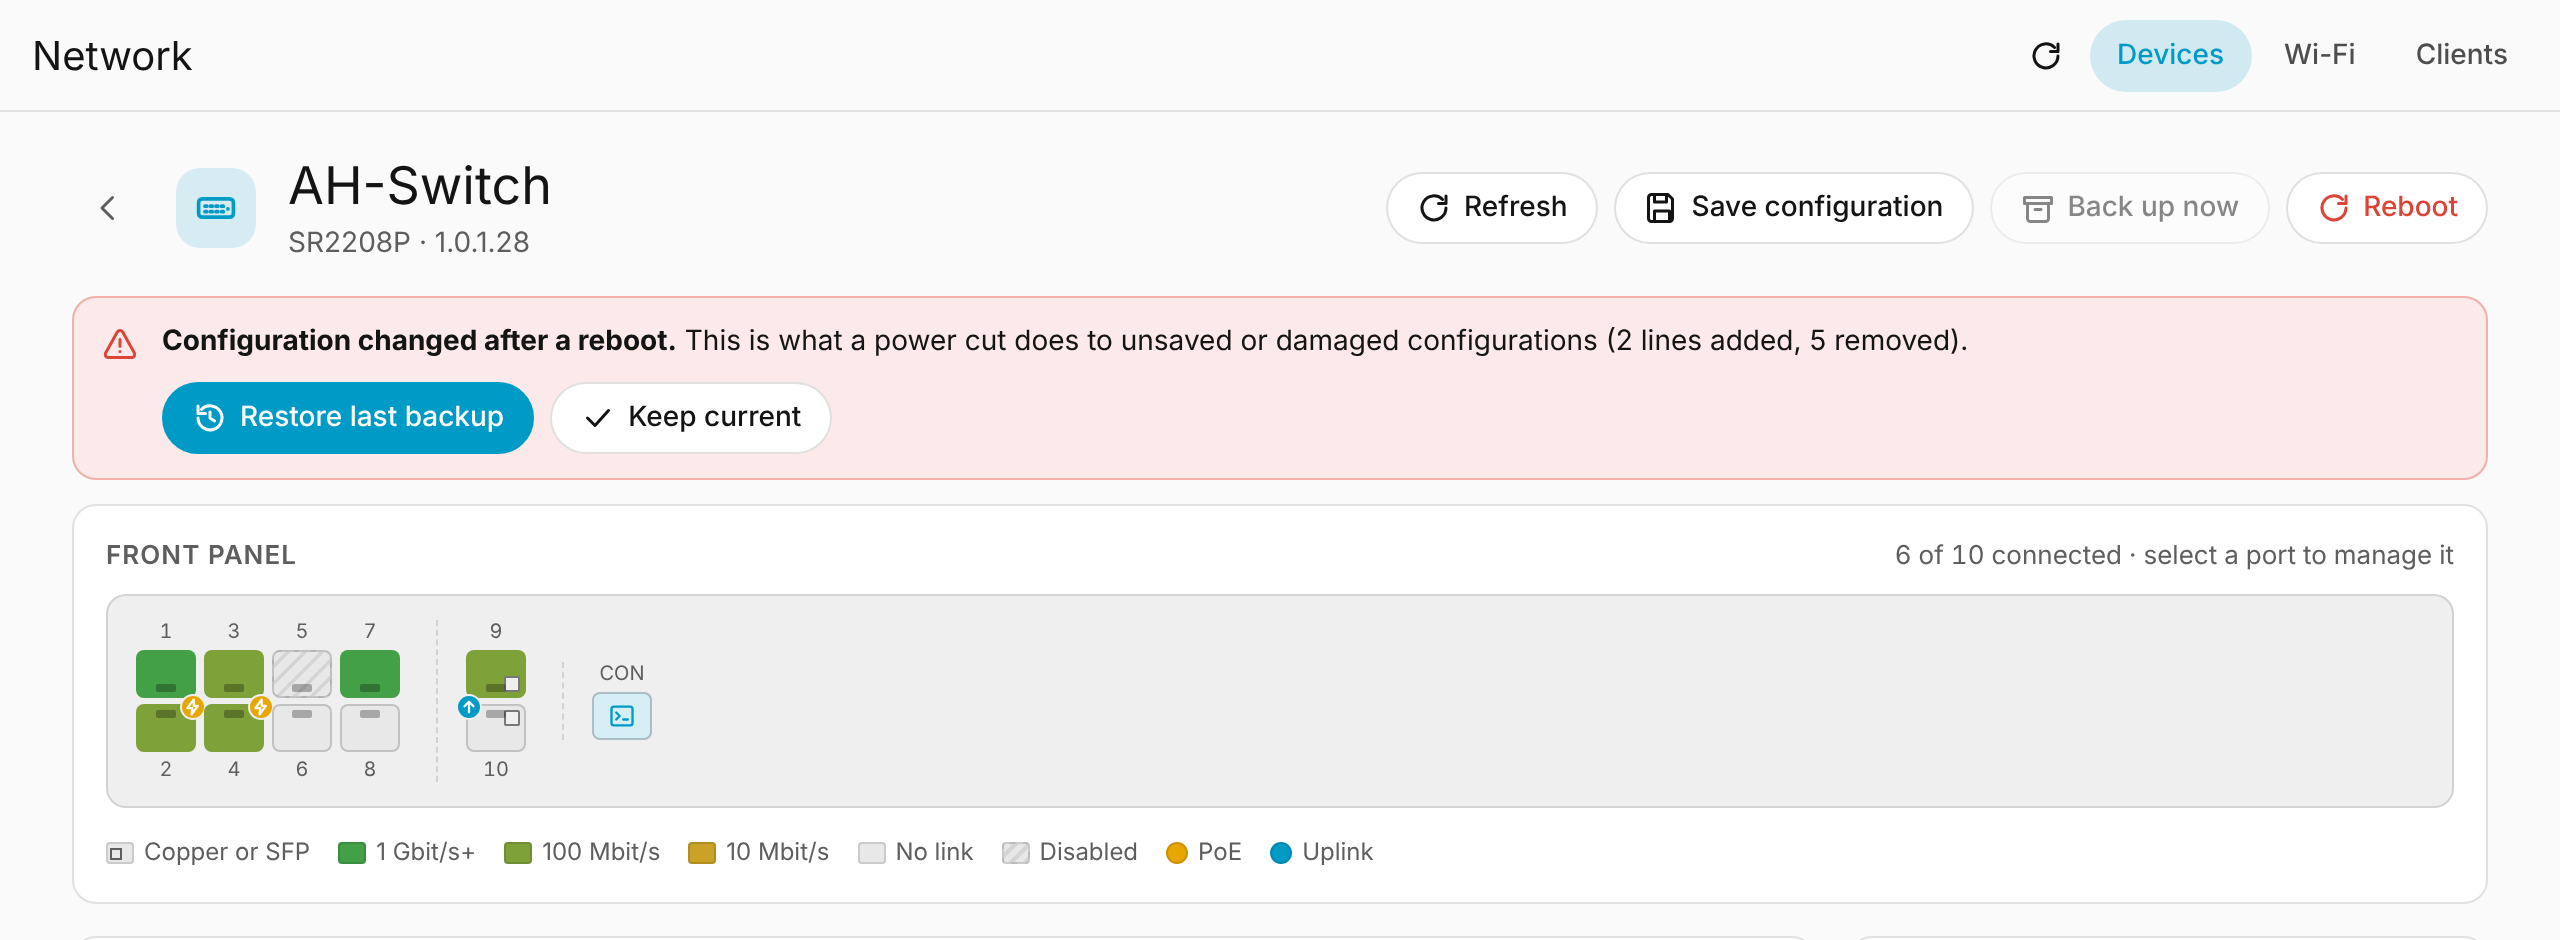 Network
Devices
Wi-Fi
Clients
AH-Switch
SR2208P · 1.0.1.28
Refresh
Save configuration
Back up now
Reboot
Configuration changed after a reboot. This is what a power cut does to unsaved or damaged configurations (2 lines added, 5 removed).
Restore last backup
Keep current
FRONT PANEL
6 of 10 connected · select a port to manage it
1 3 5 7 9
CON
2 4 6 8 10
Copper or SFP
1 Gbit/s+
100 Mbit/s
10 Mbit/s
No link
Disabled
PoE
Uplink